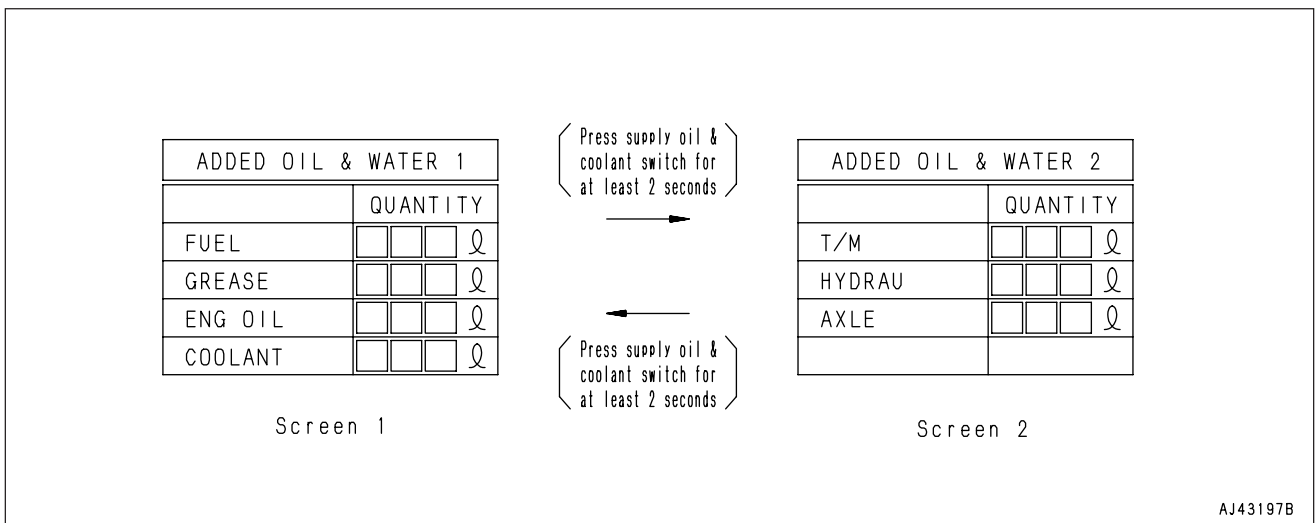 ADDED OIL & WATER 1
QUANTITY
FUEL ℓ
GREASE ℓ
ENG OIL ℓ
COOLANT ℓ
Screen 1
Press supply oil &
coolant switch for
at least 2 seconds
Press supply oil &
coolant switch for
at least 2 seconds
ADDED OIL & WATER 2
QUANTITY
T/M ℓ
HYDRAU ℓ
AXLE ℓ
Screen 2
AJ43197B